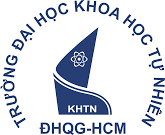 TRƯỜNG ĐẠI HỌC KHOA HỌC TỰ NHIÊN
KHTN
ĐHQG-HCM